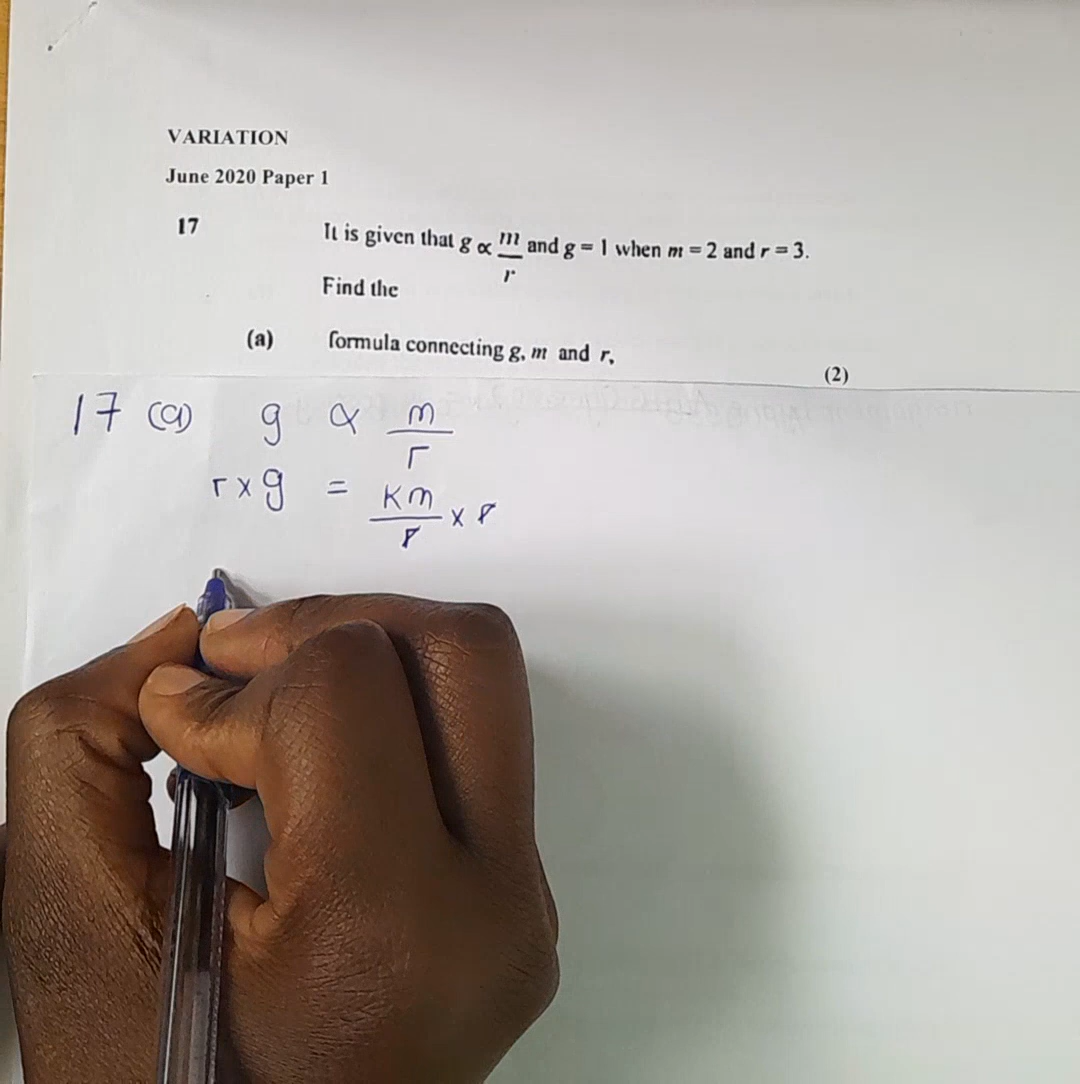 VARIATION
June 2020 Paper 1
17 It is given that g ∝ m/r and g = 1 when m = 2 and r = 3.
Find the
(a) formula connecting g, m and r,
(2)
17 (a) g ∝ m/r
r × g = km/r × r